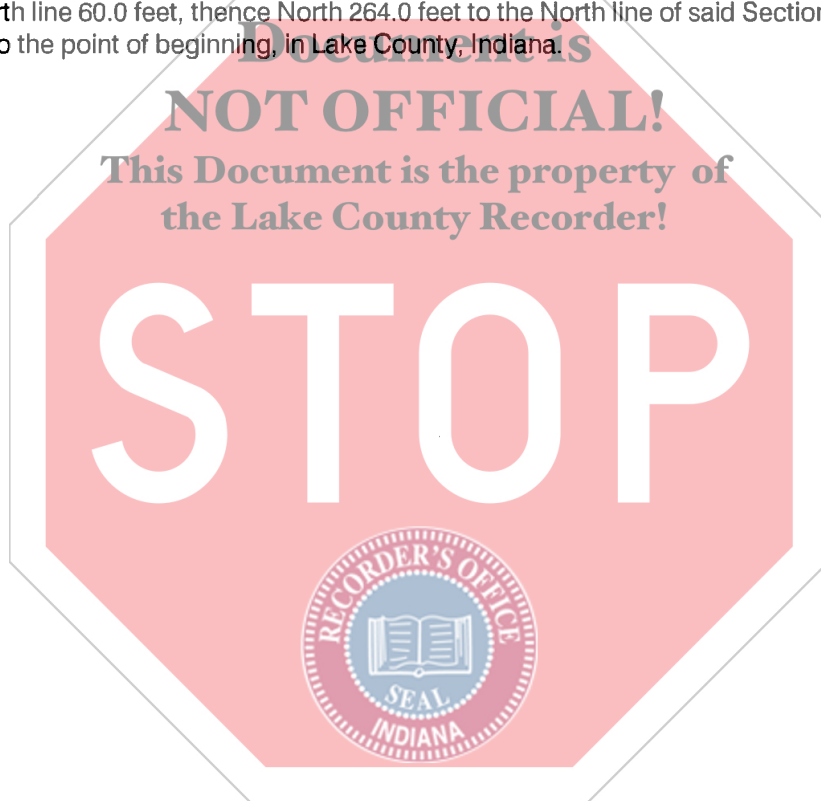 th line 60.0 feet, thence North 264.0 feet to the North line of said Section
o the point of beginning, in Lake County, Indiana.
Document is
NOT OFFICIAL!
This Document is the property of
the Lake County Recorder!
STOP
RECORDER'S OFFICE
SEAL
INDIANA